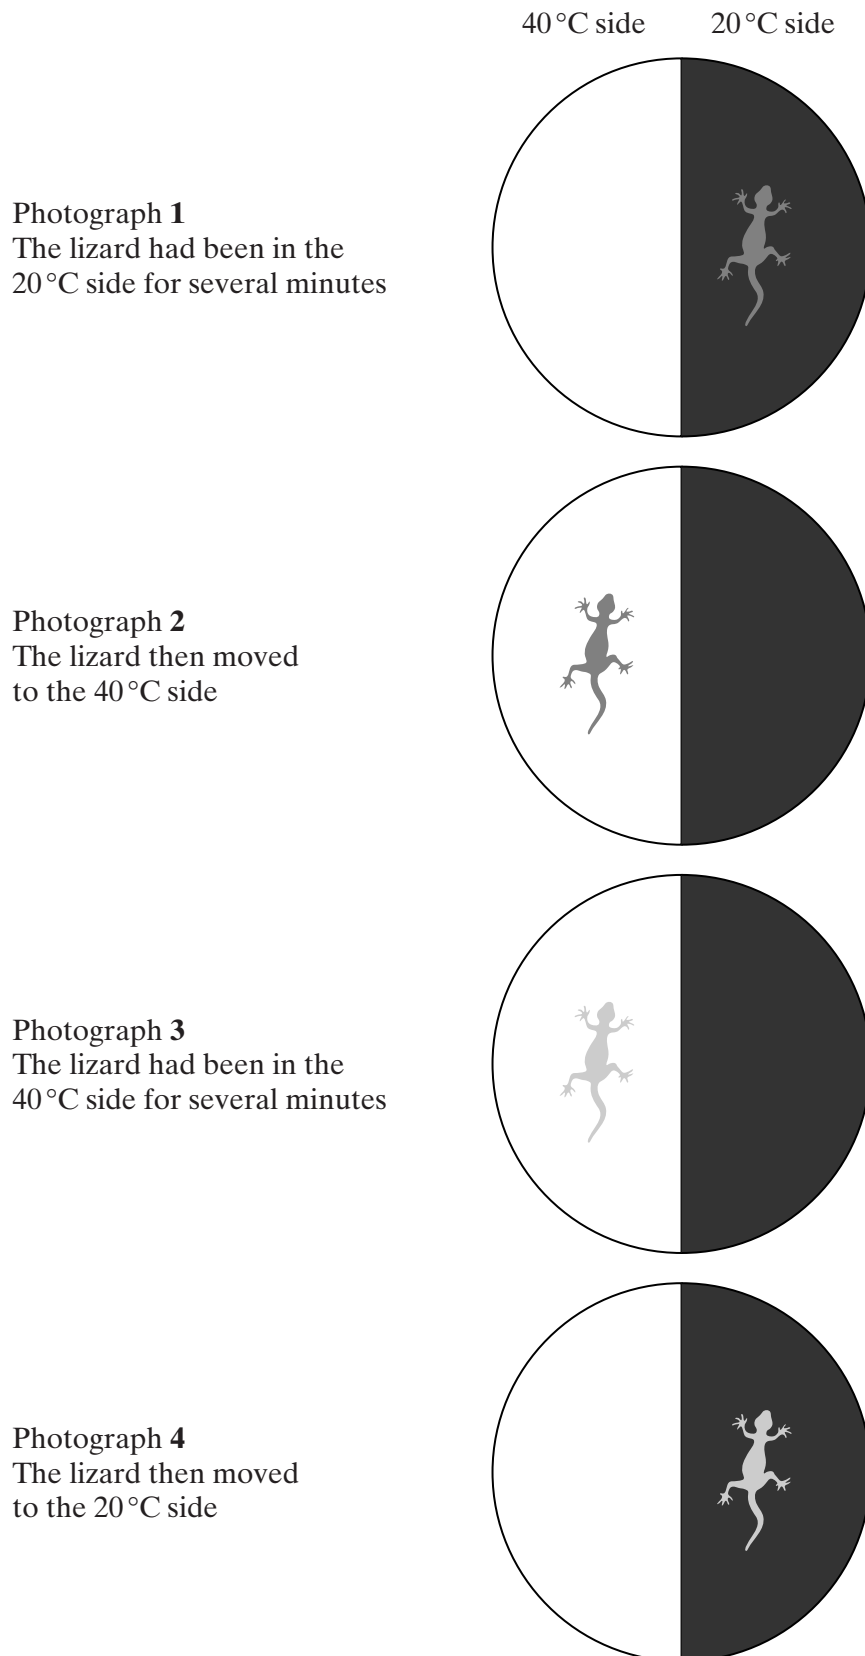 40 °C side 20 °C side
Photograph 1
The lizard had been in the
20 °C side for several minutes
Photograph 2
The lizard then moved
to the 40 °C side
Photograph 3
The lizard had been in the
40 °C side for several minutes
Photograph 4
The lizard then moved
to the 20 °C side